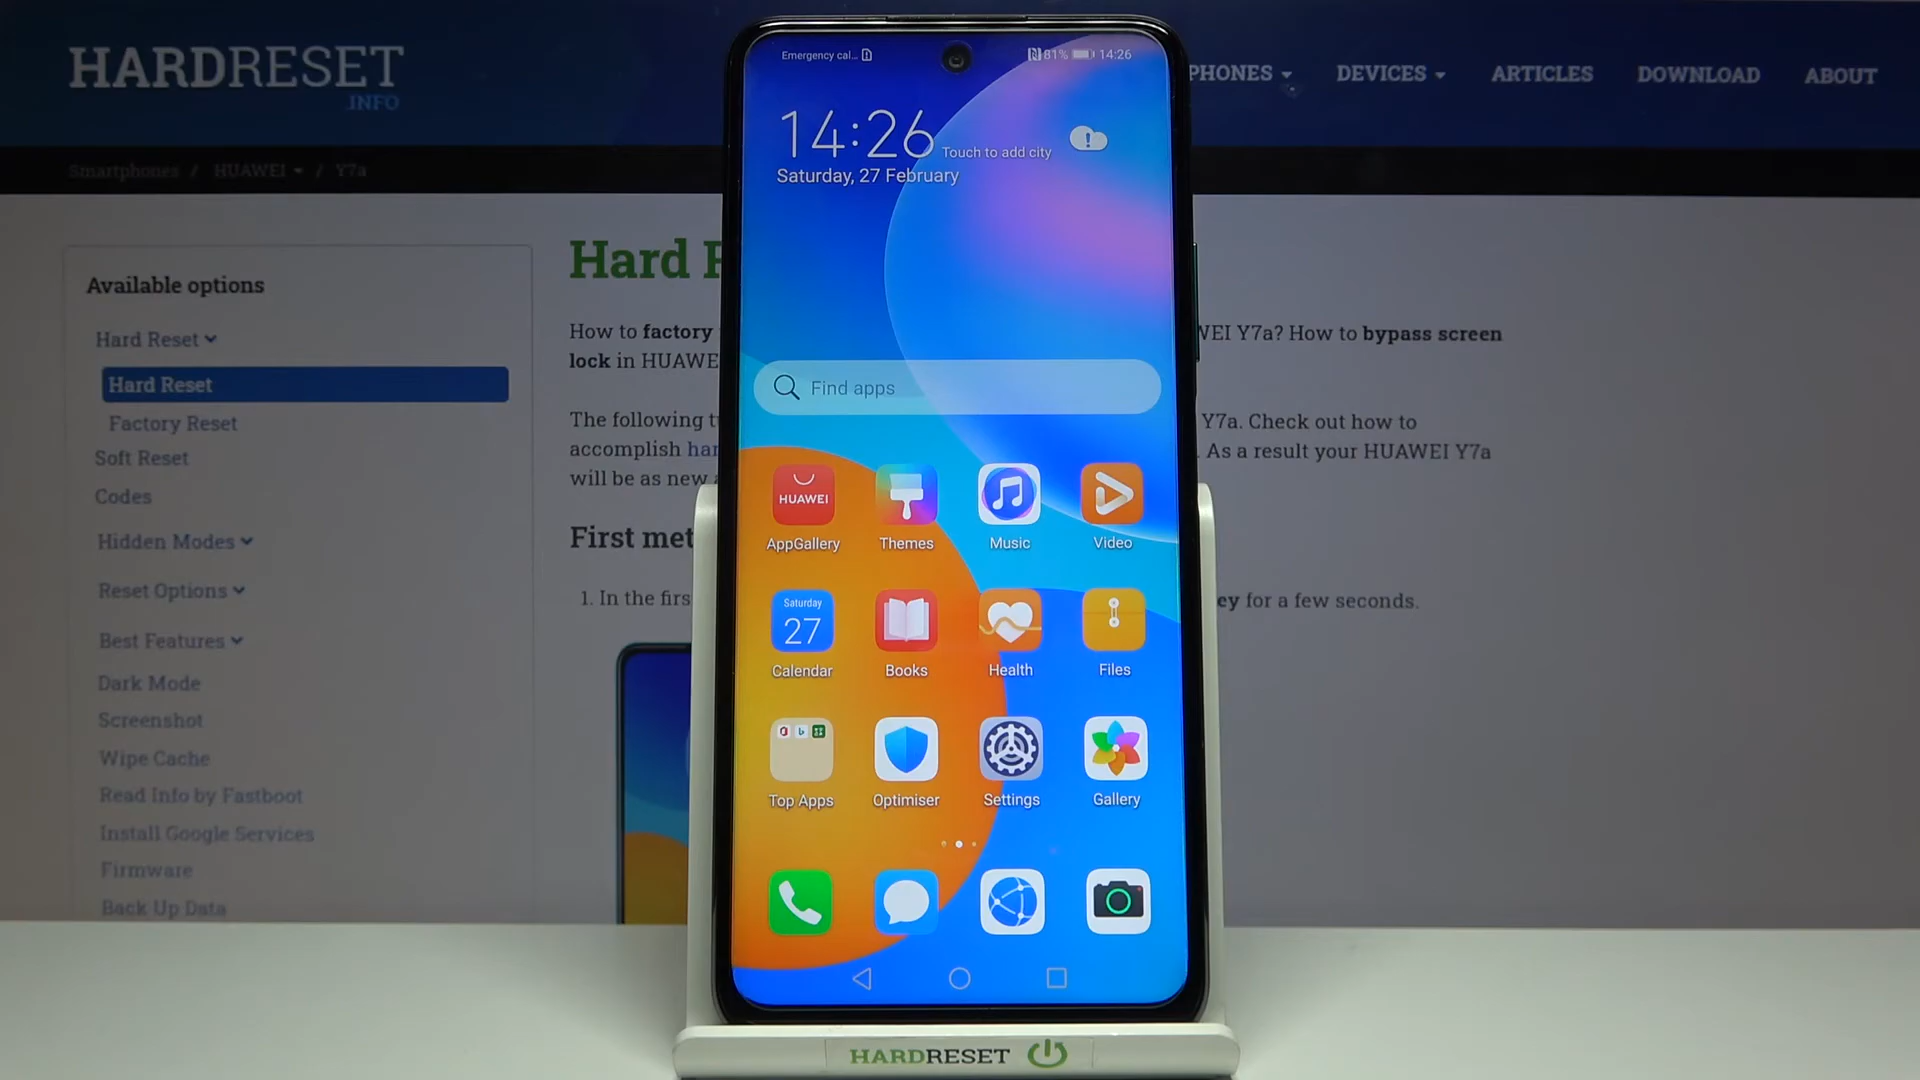 HARDRESET
.INFO
PHONES
DEVICES
ARTICLES
DOWNLOAD
ABOUT
Smartphones / HUAWEI / Y7a
Available options
Hard Reset
Hard Reset
Factory Reset
Soft Reset
Codes
Hidden Modes
Reset Options
Best Features
Dark Mode
Screenshot
Wipe Cache
Read Info by Fastboot
Install Google Services
Firmware
Back Up Data
Hard
How to factory
WEI Y7a? How to bypass screen
lock in HUAWE
The following
Y7a. Check out how to
accomplish har
. As a result your HUAWEI Y7a
will be as new
First met
1. In the firs
ey for a few seconds.
Emergency cal...
81% 14:26
14:26
Touch to add city
Saturday, 27 February
Find apps
HUAWEI
AppGallery
Themes
Music
Video
Saturday
27
Calendar
Books
Health
Files
Top Apps
Optimiser
Settings
Gallery
HARDRESET